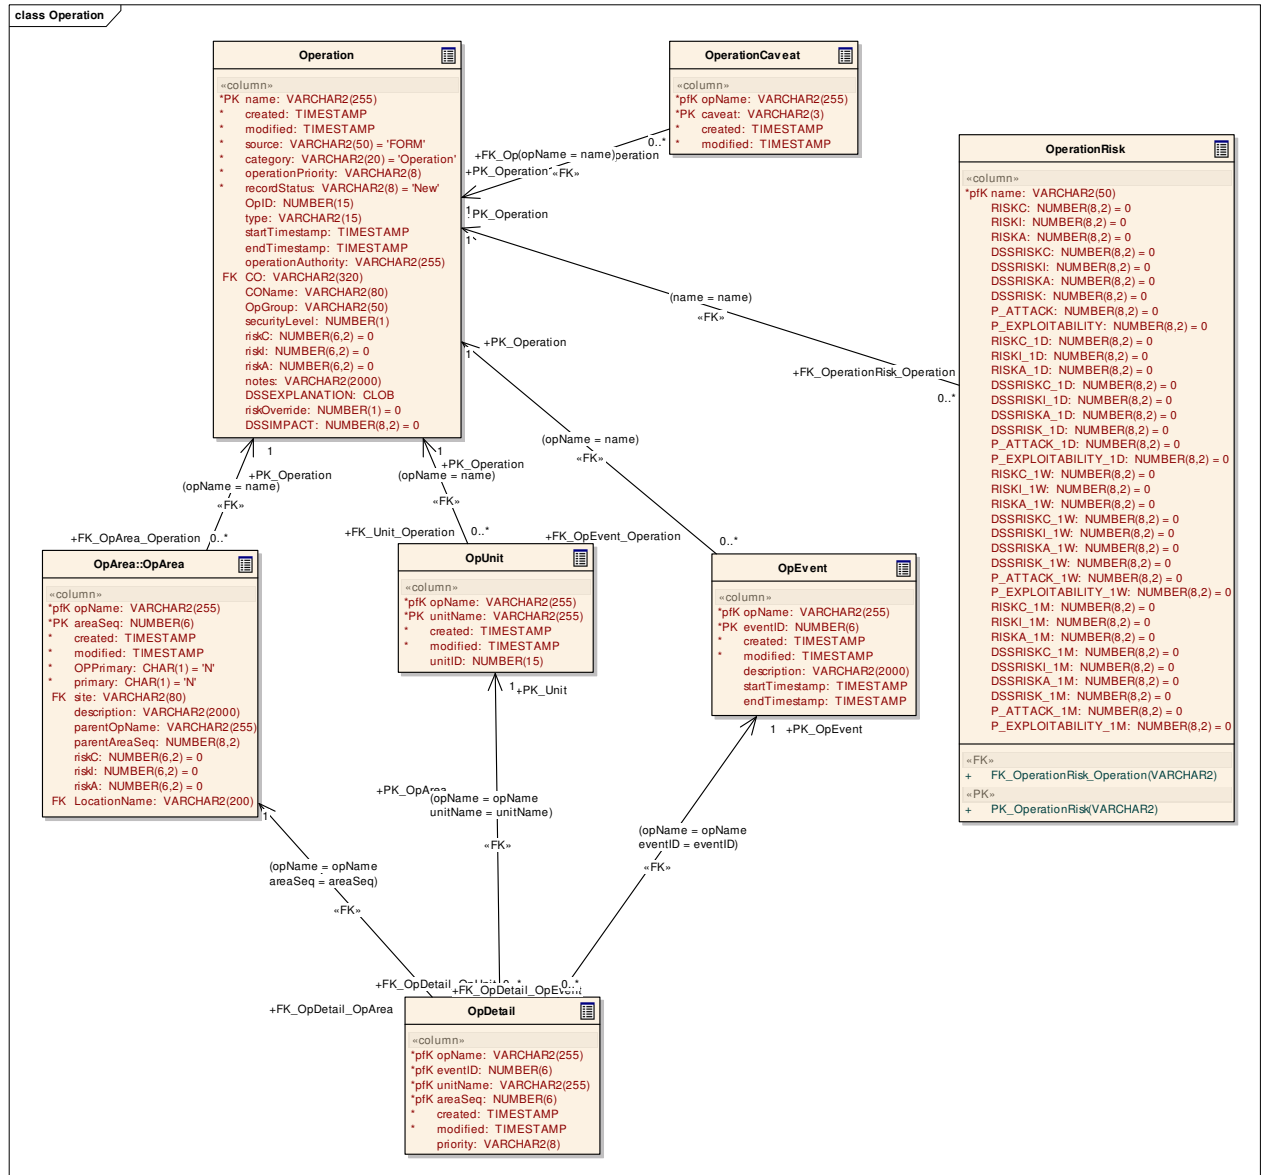 class Operation
Operation
«column»
*PK name: VARCHAR2(255)
* created: TIMESTAMP
* modified: TIMESTAMP
* source: VARCHAR2(50) = 'FORM'
* category: VARCHAR2(20) = 'Operation'
* operationPriority: VARCHAR2(8)
* recordStatus: VARCHAR2(8) = 'New'
OpID: NUMBER(15)
type: VARCHAR2(15)
startTimestamp: TIMESTAMP
endTimestamp: TIMESTAMP
operationAuthority: VARCHAR2(255)
FK CO: VARCHAR2(320)
COName: VARCHAR2(80)
OpGroup: VARCHAR2(50)
securityLevel: NUMBER(1)
riskC: NUMBER(6,2) = 0
riskI: NUMBER(6,2) = 0
riskA: NUMBER(6,2) = 0
notes: VARCHAR2(2000)
DSSEXPLANATION: CLOB
riskOverride: NUMBER(1) = 0
DSSIMPACT: NUMBER(8,2) = 0
OperationCaveat
«column»
*pfK opName: VARCHAR2(255)
*PK caveat: VARCHAR2(3)
* created: TIMESTAMP
* modified: TIMESTAMP
0..*
(opName = name)
+PK_Operation
«FK»
1
PK_Operation
1
(name = name)
«FK»
+FK_OperationRisk_Operation
0..*
OperationRisk
«column»
*pfK name: VARCHAR2(50)
RISKC: NUMBER(8,2) = 0
RISKI: NUMBER(8,2) = 0
RISKA: NUMBER(8,2) = 0
DSSRISKC: NUMBER(8,2) = 0
DSSRISKI: NUMBER(8,2) = 0
DSSRISKA: NUMBER(8,2) = 0
DSSRISK: NUMBER(8,2) = 0
P_ATTACK: NUMBER(8,2) = 0
P_EXPLOITABILITY: NUMBER(8,2) = 0
RISKC_1D: NUMBER(8,2) = 0
RISKI_1D: NUMBER(8,2) = 0
RISKA_1D: NUMBER(8,2) = 0
DSSRISKC_1D: NUMBER(8,2) = 0
DSSRISKI_1D: NUMBER(8,2) = 0
DSSRISKA_1D: NUMBER(8,2) = 0
DSSRISK_1D: NUMBER(8,2) = 0
P_ATTACK_1D: NUMBER(8,2) = 0
P_EXPLOITABILITY_1D: NUMBER(8,2) = 0
RISKC_1W: NUMBER(8,2) = 0
RISKI_1W: NUMBER(8,2) = 0
RISKA_1W: NUMBER(8,2) = 0
DSSRISKC_1W: NUMBER(8,2) = 0
DSSRISKI_1W: NUMBER(8,2) = 0
DSSRISKA_1W: NUMBER(8,2) = 0
DSSRISK_1W: NUMBER(8,2) = 0
P_ATTACK_1W: NUMBER(8,2) = 0
P_EXPLOITABILITY_1W: NUMBER(8,2) = 0
RISKC_1M: NUMBER(8,2) = 0
RISKI_1M: NUMBER(8,2) = 0
RISKA_1M: NUMBER(8,2) = 0
DSSRISKC_1M: NUMBER(8,2) = 0
DSSRISKI_1M: NUMBER(8,2) = 0
DSSRISKA_1M: NUMBER(8,2) = 0
DSSRISK_1M: NUMBER(8,2) = 0
P_ATTACK_1M: NUMBER(8,2) = 0
P_EXPLOITABILITY_1M: NUMBER(8,2) = 0
«FK»
+ FK_OperationRisk_Operation(VARCHAR2)
«PK»
+ PK_OperationRisk(VARCHAR2)
+PK_Operation
1
(opName = name)
«FK»
+FK_OpEvent_Operation
0..*
1
+PK_Operation
(opName = name)
«FK»
+FK_OpArea_Operation
0..*
1
+PK_Operation
(opName = name)
«FK»
+FK_Unit_Operation
0..*
OpArea::OpArea
«column»
*pfK opName: VARCHAR2(255)
*PK areaSeq: NUMBER(6)
* created: TIMESTAMP
* modified: TIMESTAMP
* OPPrimary: CHAR(1) = 'N'
* primary: CHAR(1) = 'N'
FK site: VARCHAR2(80)
description: VARCHAR2(2000)
parentOpName: VARCHAR2(255)
parentAreaSeq: NUMBER(8,2)
riskC: NUMBER(6,2) = 0
riskI: NUMBER(6,2) = 0
riskA: NUMBER(6,2) = 0
FK LocationName: VARCHAR2(200)
OpUnit
«column»
*pfK opName: VARCHAR2(255)
*PK unitName: VARCHAR2(255)
* created: TIMESTAMP
* modified: TIMESTAMP
unitID: NUMBER(15)
OpEvent
«column»
*pfK opName: VARCHAR2(255)
*PK eventID: NUMBER(6)
* created: TIMESTAMP
* modified: TIMESTAMP
description: VARCHAR2(2000)
startTimestamp: TIMESTAMP
endTimestamp: TIMESTAMP
1
+PK_Unit
1 +PK_OpEvent
+PK_OpArea
1
(opName = opName
unitName = unitName)
«FK»
(opName = opName
eventID = eventID)
«FK»
(opName = opName
areaSeq = areaSeq)
«FK»
0..*
+FK_OpDetail_OpEvent
+FK_OpDetail_OpArea
OpDetail
«column»
*pfK opName: VARCHAR2(255)
*pfK eventID: NUMBER(6)
*pfK unitName: VARCHAR2(255)
*pfK areaSeq: NUMBER(6)
* created: TIMESTAMP
* modified: TIMESTAMP
priority: VARCHAR2(8)